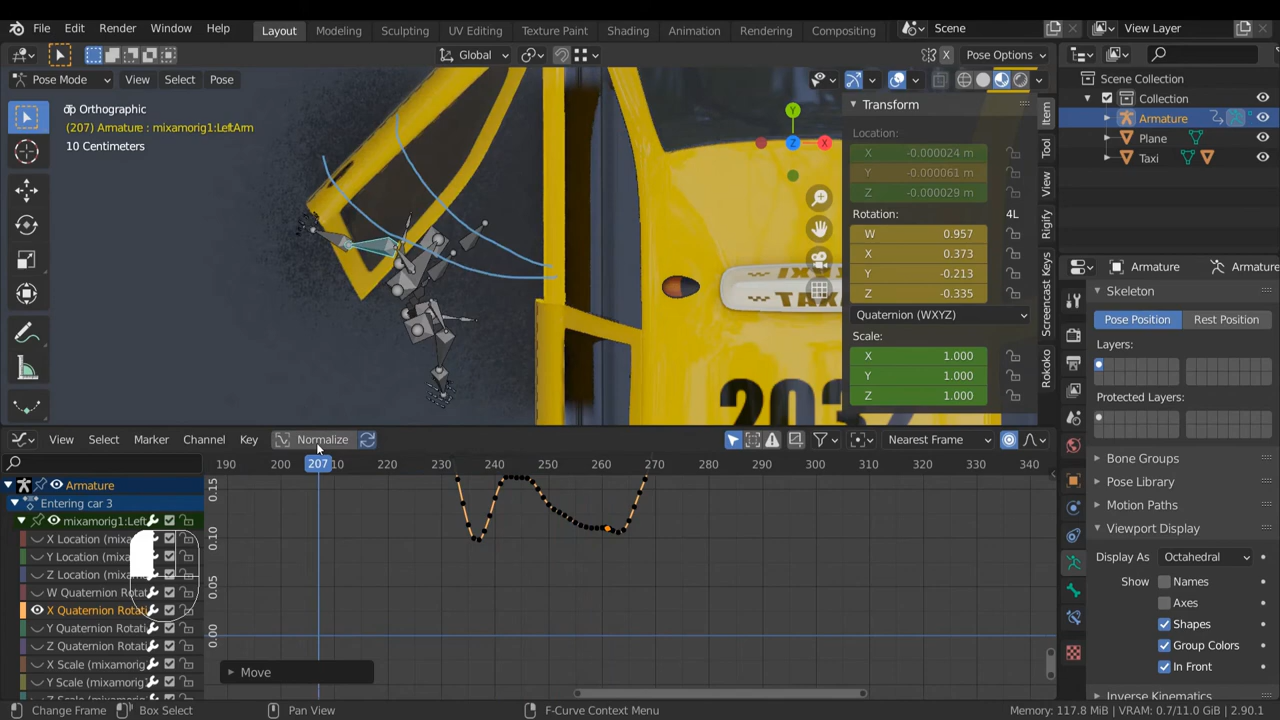 File Edit Render Window Help
Layout Modeling Sculpting UV Editing Texture Paint Shading Animation Rendering Compositing
Scene
View Layer
Global
X
Pose Options
Pose Mode View Select Pose
Orthographic
(207) Armature : mixamorig1:LeftArm
10 Centimeters
Y
Z
X
TAXI
203
Transform
Location:
X -0.000024 m
Y -0.000061 m
Z -0.000029 m
Rotation: 4L
W 0.957
X 0.373
Y -0.213
Z -0.335
Quaternion (WXYZ)
Scale:
X 1.000
Y 1.000
Z 1.000
Item
Tool
View
Rigify
Screencast Keys
Rokoko
Scene Collection
Collection
Armature
Plane
Taxi
Armature Armature
Skeleton
Pose Position Rest Position
Layers:
Protected Layers:
Bone Groups
Pose Library
Motion Paths
Viewport Display
Display As Octahedral
Show Names
Axes
Shapes
Group Colors
In Front
Inverse Kinematics
View Select Marker Channel Key Normalize Nearest Frame
190 200 207 210 220 230 240 250 260 270 280 290 300 310 320 330 340
0.15
0.10
0.05
0.00
Armature
Entering car 3
mixamorig1:Left
X Location (mixa
Y Location (mixa
Z Location (mixa
W Quaternion Rotat
X Quaternion Rotati
Y Quaternion Rotati
Z Quaternion Rotati
X Scale (mixamorig
Y Scale (mixamorig
Z Scale (mixamorig
Move
Change Frame Box Select Pan View F-Curve Context Menu
Memory: 117.8 MiB | VRAM: 0.7/11.0 GiB | 2.90.1